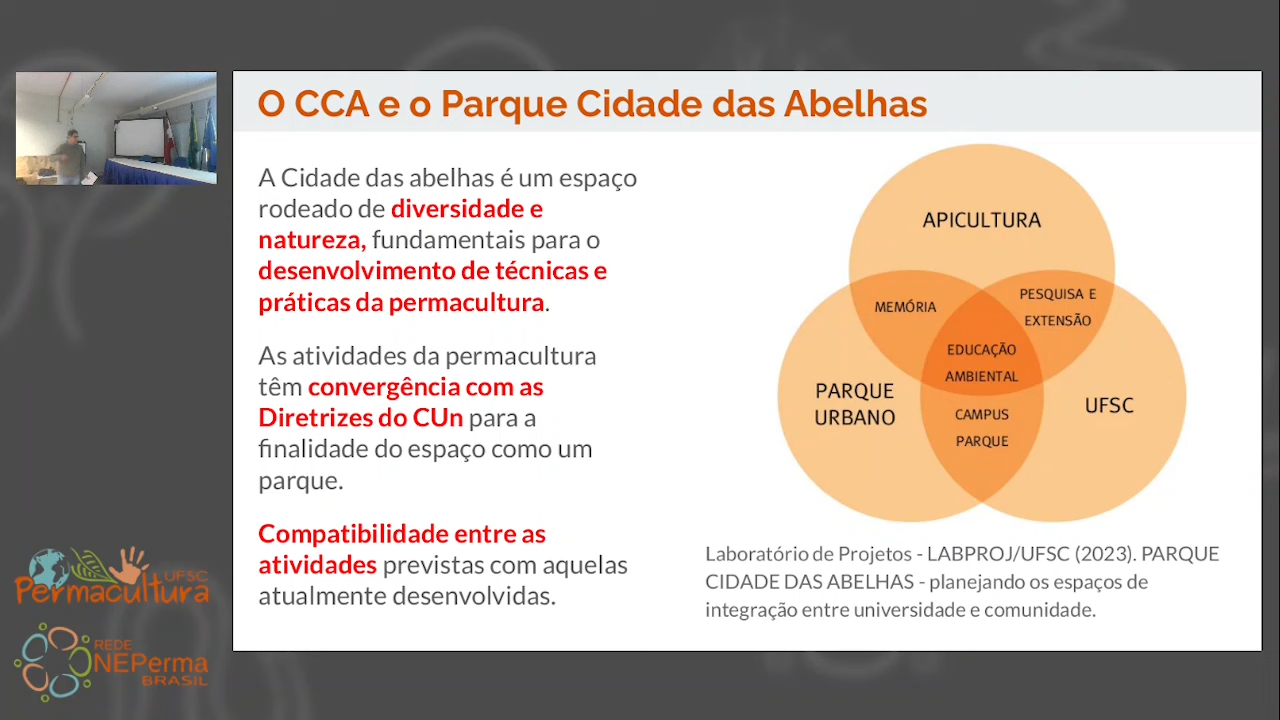 O CCA e o Parque Cidade das Abelhas
A Cidade das abelhas é um espaço
rodeado de diversidade e
natureza, fundamentais para o
desenvolvimento de técnicas e
práticas da permacultura.
As atividades da permacultura
têm convergência com as
Diretrizes do CUn para a
finalidade do espaço como um
parque.
Compatibilidade entre as
atividades previstas com aquelas
atualmente desenvolvidas.
APICULTURA
MEMÓRIA
PESQUISA E
EXTENSÃO
EDUCAÇÃO
AMBIENTAL
PARQUE
URBANO
UFSC
CAMPUS
PARQUE
Laboratório de Projetos - LABPROJ/UFSC (2023). PARQUE
CIDADE DAS ABELHAS - planejando os espaços de
integração entre universidade e comunidade.
UFSC
Permacultura
REDE
NEPerma
BRASIL